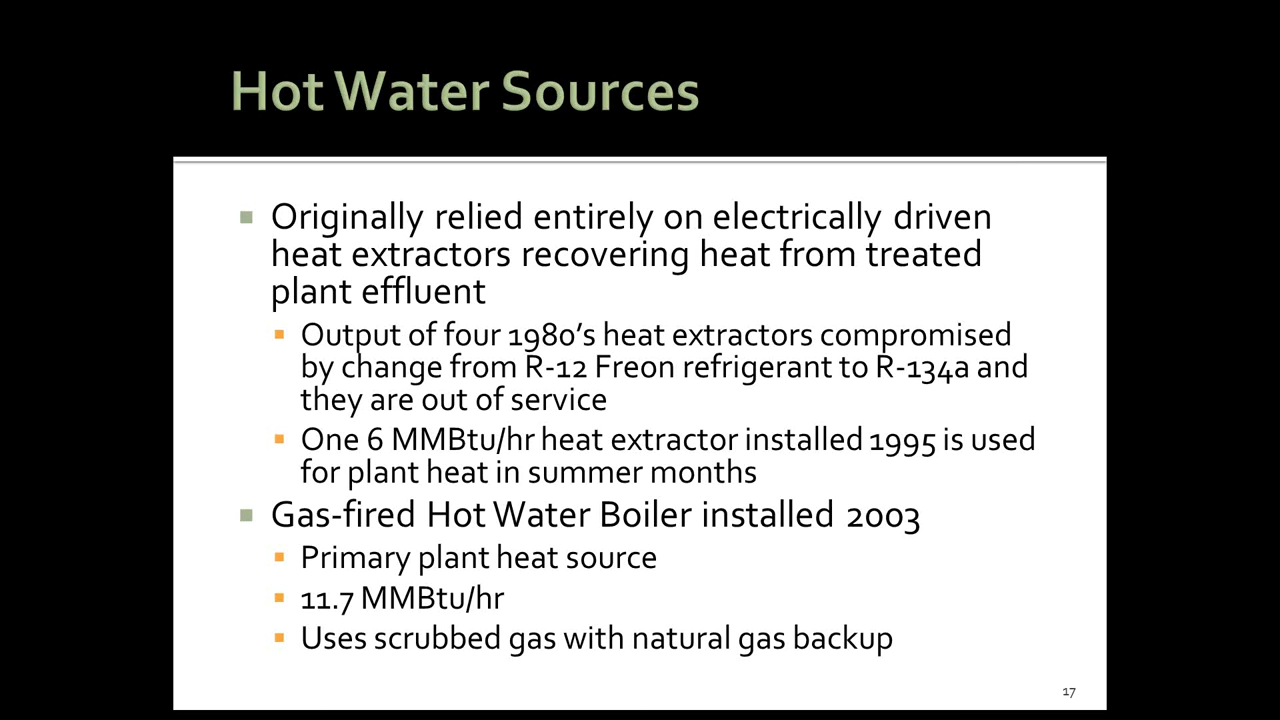 Hot Water Sources
Originally relied entirely on electrically driven
heat extractors recovering heat from treated
plant effluent
Output of four 1980's heat extractors compromised
by change from R-12 Freon refrigerant to R-134a and
they are out of service
One 6 MMBtu/hr heat extractor installed 1995 is used
for plant heat in summer months
Gas-fired Hot Water Boiler installed 2003
Primary plant heat source
11.7 MMBtu/hr
Uses scrubbed gas with natural gas backup
17